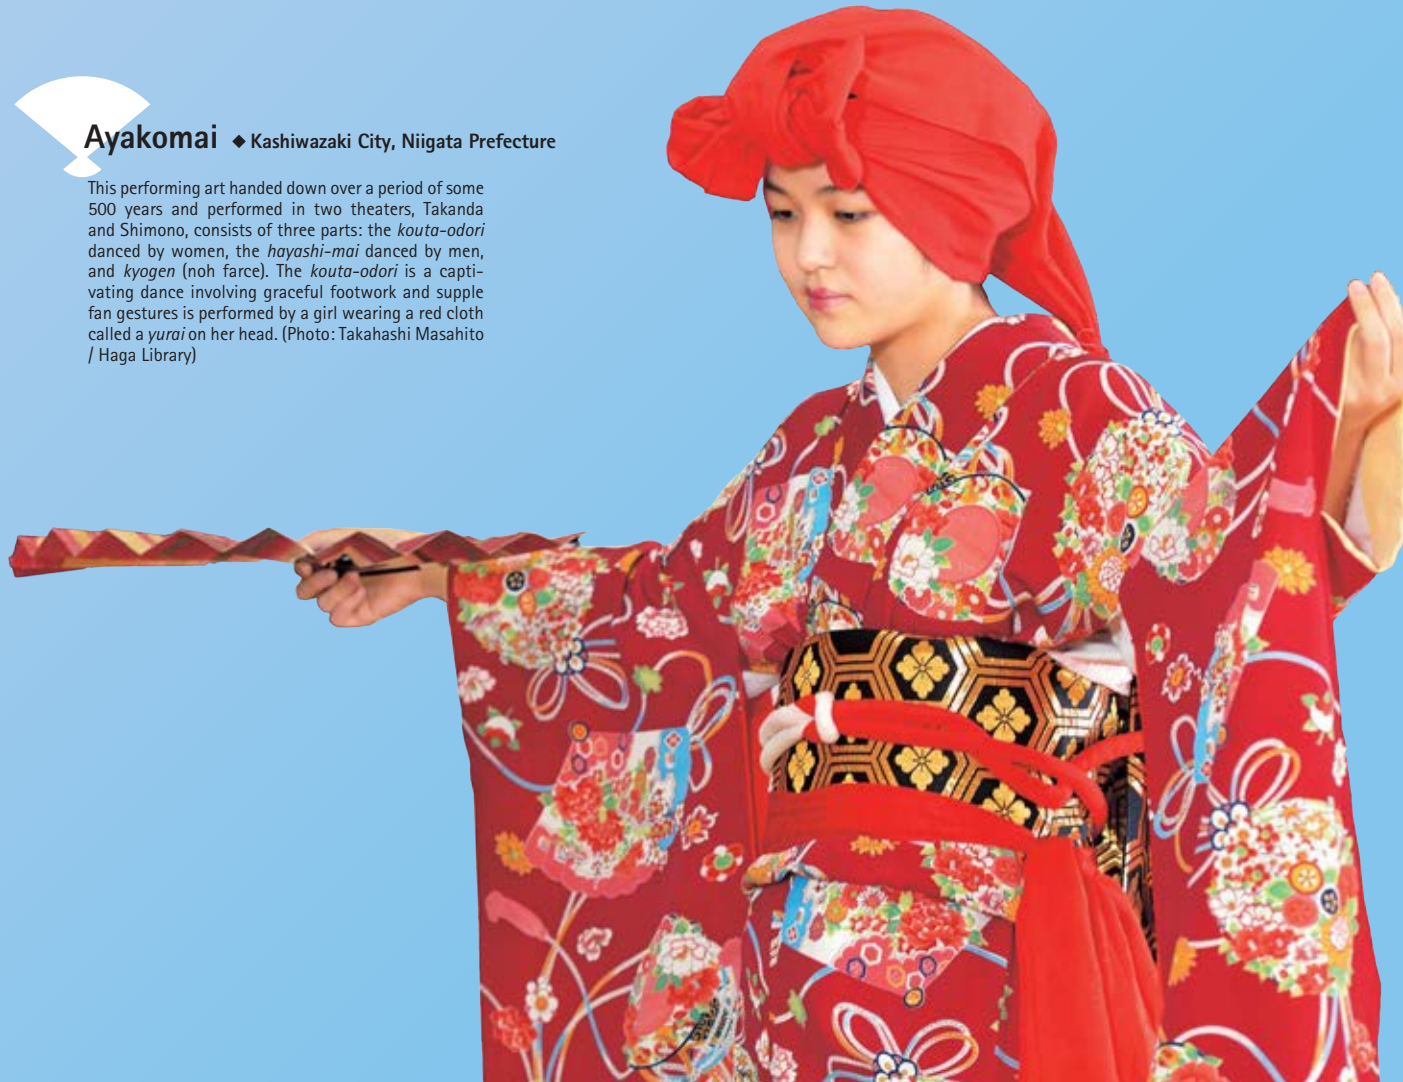 Ayakomai ◆ Kashiwazaki City, Niigata Prefecture
This performing art handed down over a period of some
500 years and performed in two theaters, Takanda
and Shimono, consists of three parts: the kouta-odori
danced by women, the hayashi-mai danced by men,
and kyogen (noh farce). The kouta-odori is a capti-
vating dance involving graceful footwork and supple
fan gestures is performed by a girl wearing a red cloth
called a yurai on her head. (Photo: Takahashi Masahito
/ Haga Library)